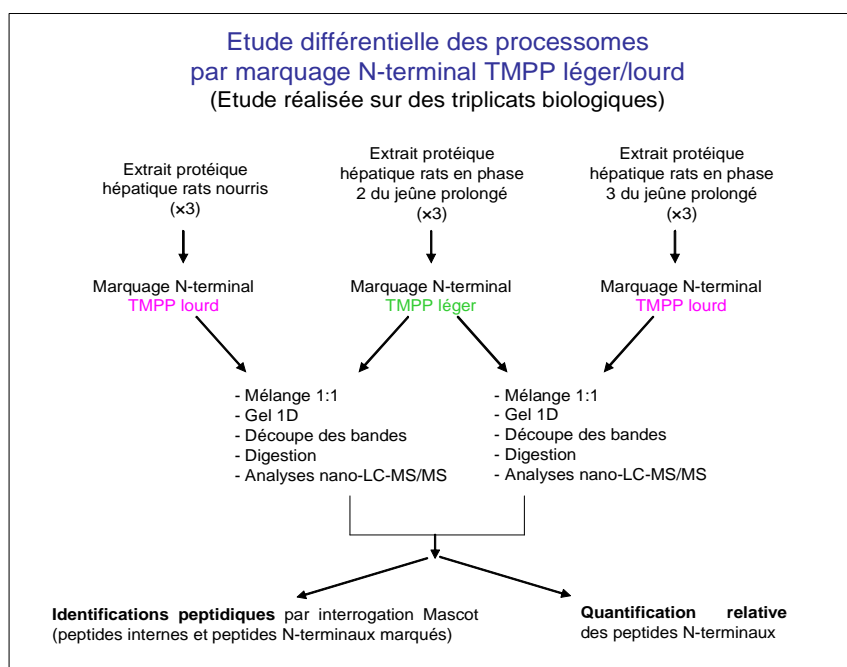 Etude différentielle des processomes
par marquage N-terminal TMPP léger/lourd
(Etude réalisée sur des triplicats biologiques)
Extrait protéique
hépatique rats nourris
(×3)
Extrait protéique
hépatique rats en phase
2 du jeûne prolongé
(×3)
Extrait protéique
hépatique rats en phase
3 du jeûne prolongé
(×3)
Marquage N-terminal
TMPP lourd
Marquage N-terminal
TMPP léger
Marquage N-terminal
TMPP lourd
- Mélange 1:1
- Gel 1D
- Découpe des bandes
- Digestion
- Analyses nano-LC-MS/MS
- Mélange 1:1
- Gel 1D
- Découpe des bandes
- Digestion
- Analyses nano-LC-MS/MS
Identifications peptidiques par interrogation Mascot
(peptides internes et peptides N-terminaux marqués)
Quantification relative
des peptides N-terminaux